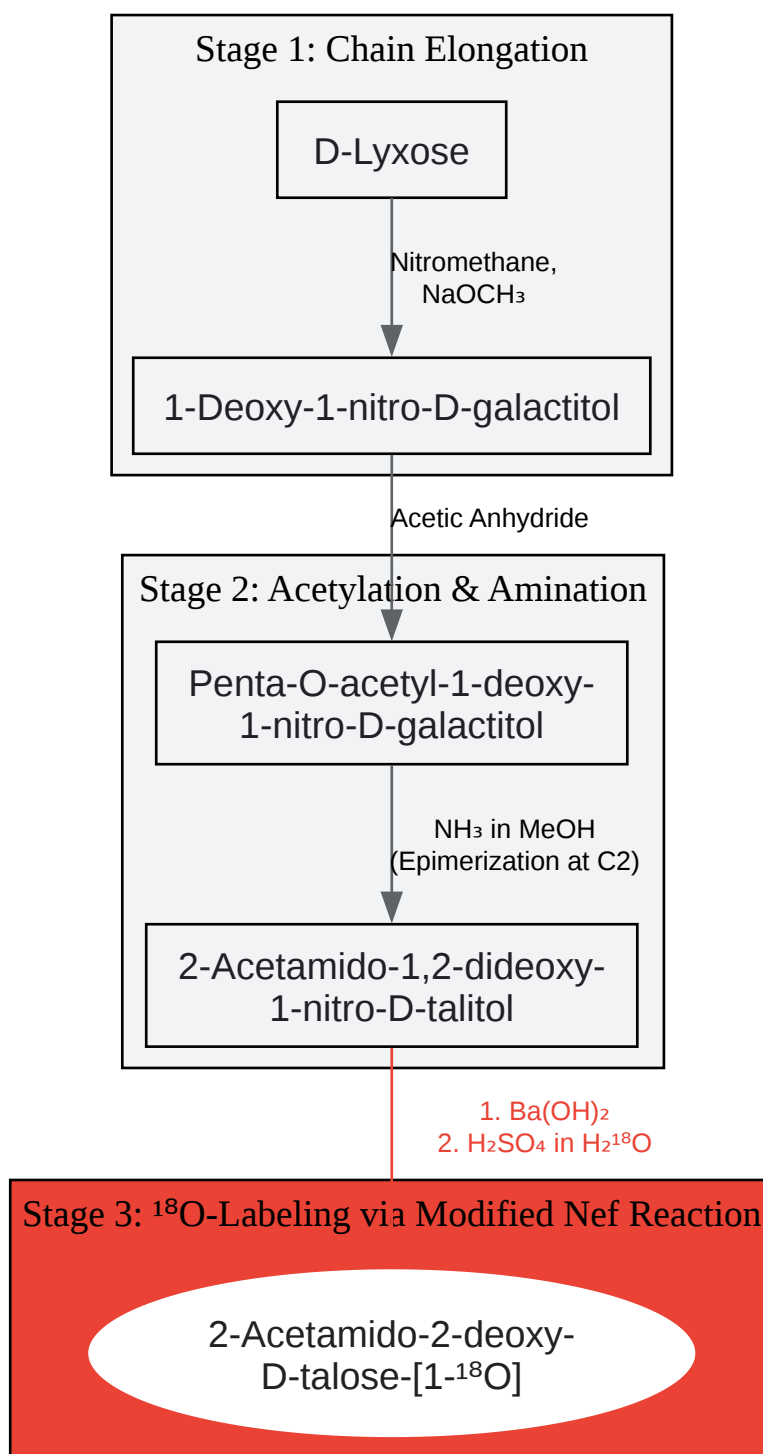 Stage 1: Chain Elongation
D-Lyxose
Nitromethane,
NaOCH₃
1-Deoxy-1-nitro-D-galactitol
Acetic Anhydride
Stage 2: Acetylation & Amination
Penta-O-acetyl-1-deoxy-
1-nitro-D-galactitol
NH₃ in MeOH
(Epimerization at C2)
2-Acetamido-1,2-dideoxy-
1-nitro-D-talitol
1. Ba(OH)₂
2. H₂SO₄ in H₂¹⁸O
Stage 3: ¹⁸O-Labeling via Modified Nef Reaction
2-Acetamido-2-deoxy-
D-talose-[1-¹⁸O]